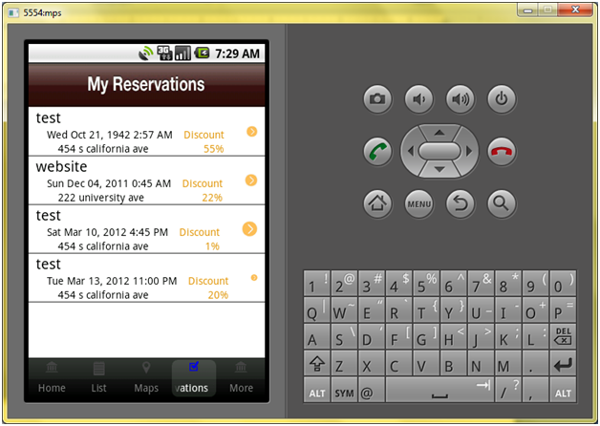 5554:mps
3G
7:29 AM
My Reservations
test
Wed Oct 21, 1942 2:57 AM Discount
454 s california ave 55%
website
Sun Dec 04, 2011 0:45 AM Discount
222 university ave 22%
test
Sat Mar 10, 2012 4:45 PM Discount
454 s california ave 1%
test
Tue Mar 13, 2012 11:00 PM Discount
454 s california ave 20%
Home List Maps vations More
MENU
1 ! 2 @ 3 # 4 $ 5 % 6 ^ 7 & 8 * 9 ( 0 )
Q | W ~ E " R ` T { Y } U _ I - O + P =
A S \ D ' F [ G ] H < J > K ; L : DEL
Z X C V B N M .
ALT SYM @ / ? , ALT